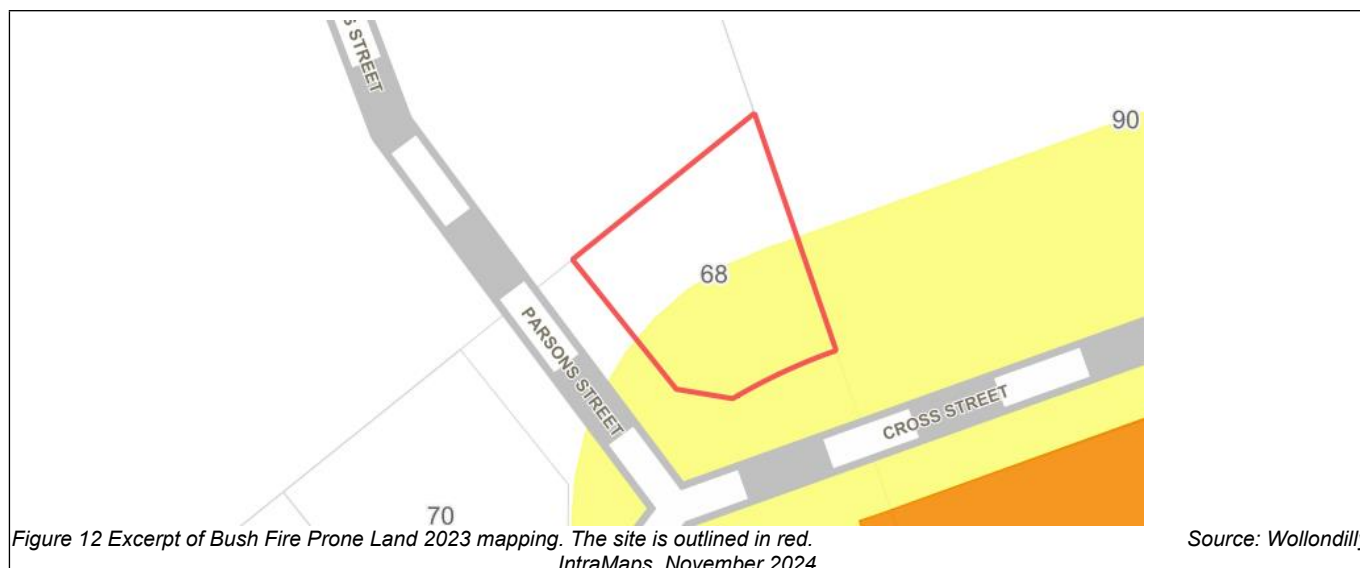 S STREET
90
68
PARSONS STREET
CROSS STREET
70
Figure 12 Excerpt of Bush Fire Prone Land 2023 mapping. The site is outlined in red. Source: Wollondilly
IntraMaps, November 2024